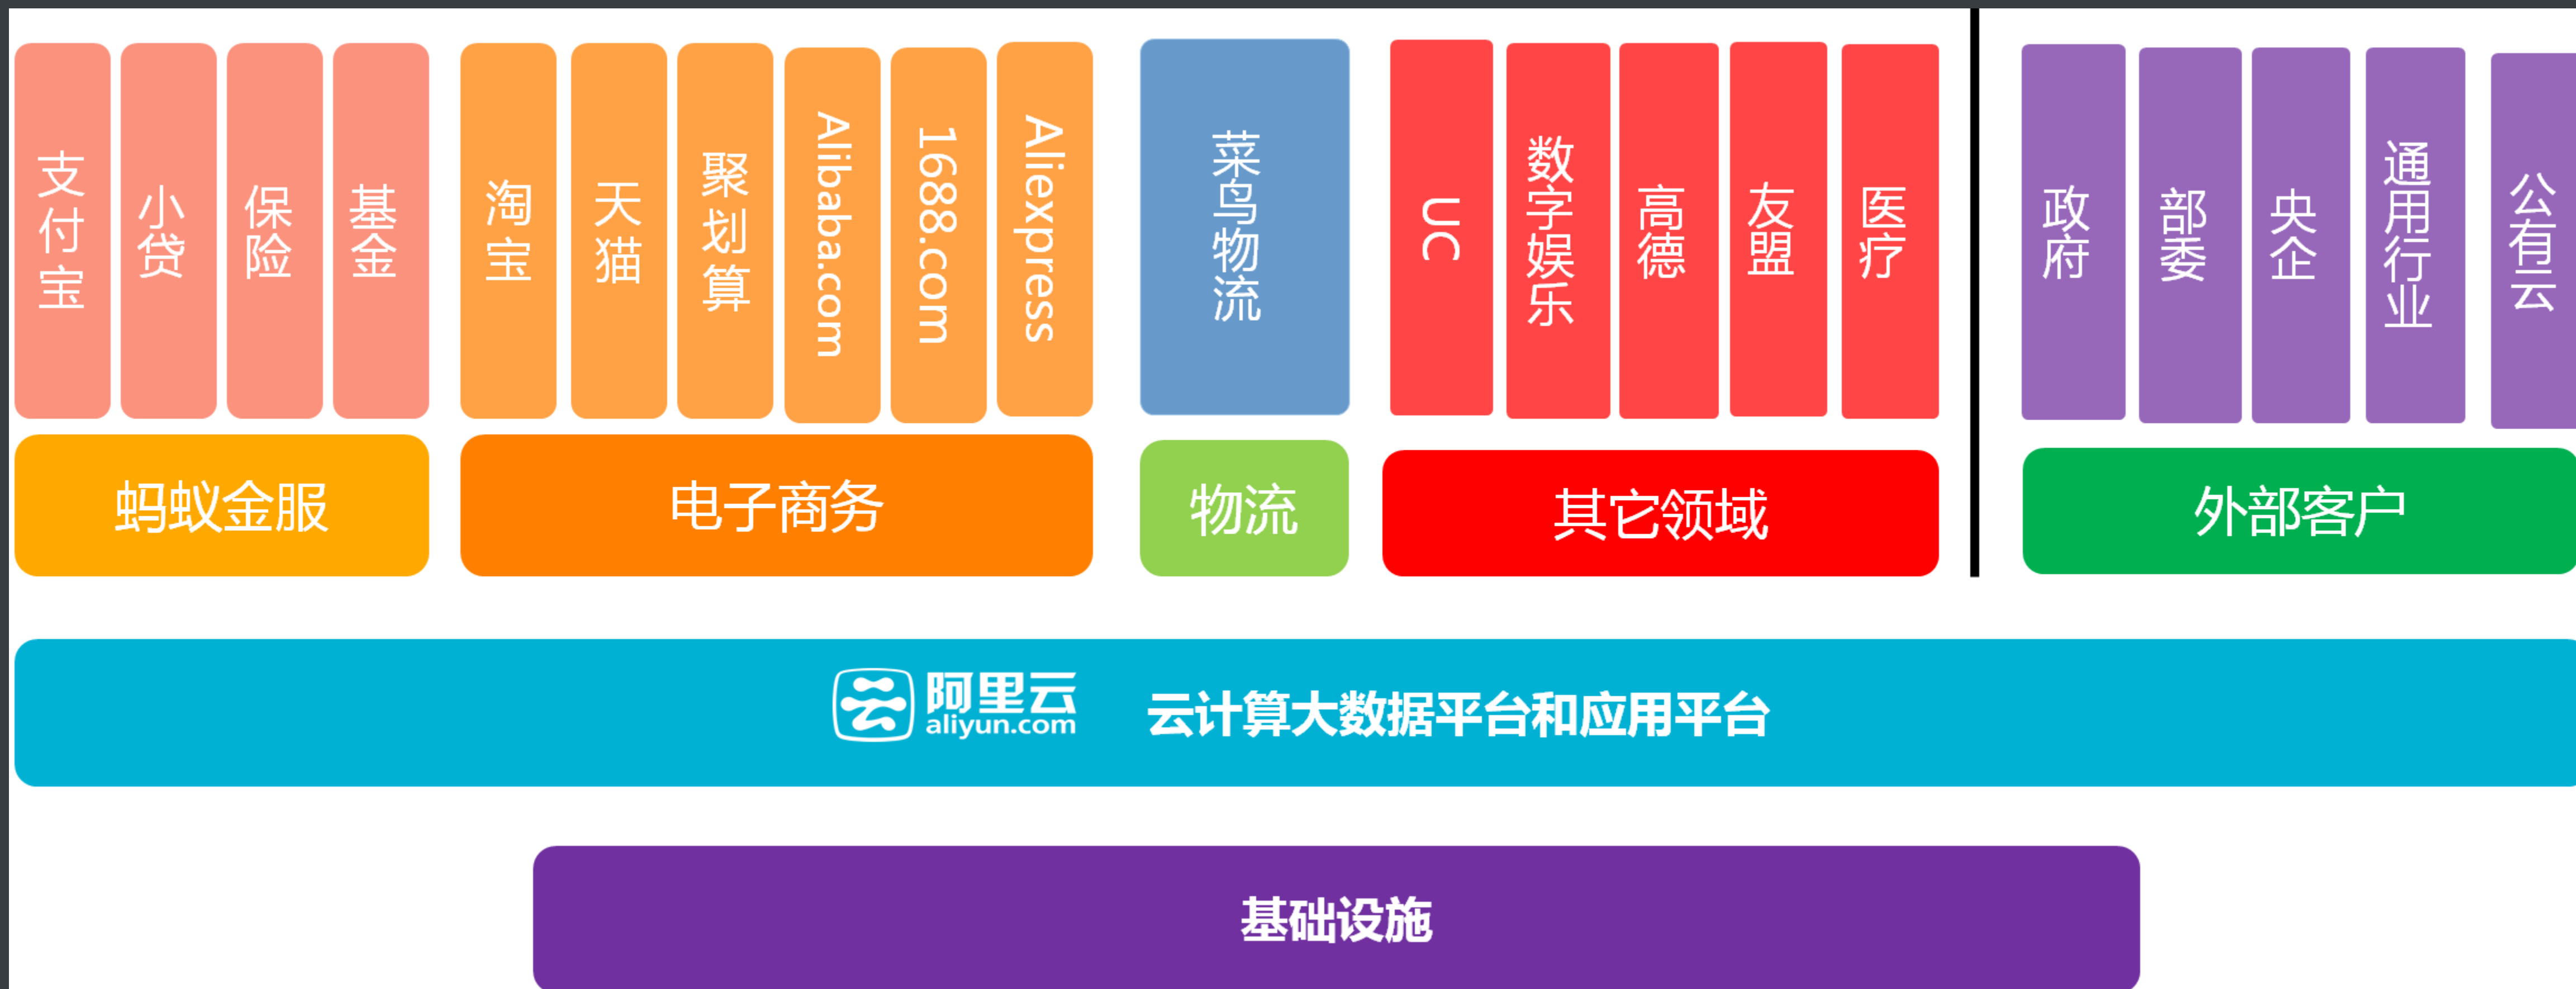 支付宝
小贷
保险
基金
淘宝
天猫
聚划算
Alibaba.com
1688.com
Aliexpress
菜鸟物流
UC
数字娱乐
高德
友盟
医疗
政府
部委
央企
通用行业
公有云
蚂蚁金服
电子商务
物流
其它领域
外部客户
阿里云
aliyun.com
云计算大数据平台和应用平台
基础设施